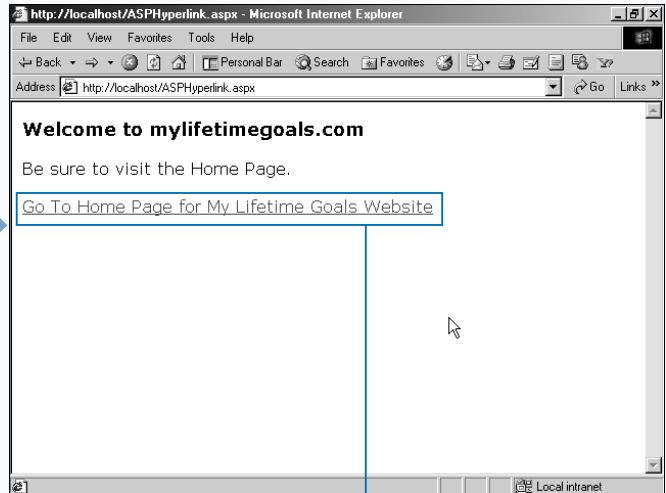 http://localhost/ASPHyperlink.aspx - Microsoft Internet Explorer
File Edit View Favorites Tools Help
Back Personal Bar Search Favorites
Address http://localhost/ASPHyperlink.aspx Go Links »
Welcome to mylifetimegoals.com
Be sure to visit the Home Page.
Go To Home Page for My Lifetime Goals Website
Local intranet